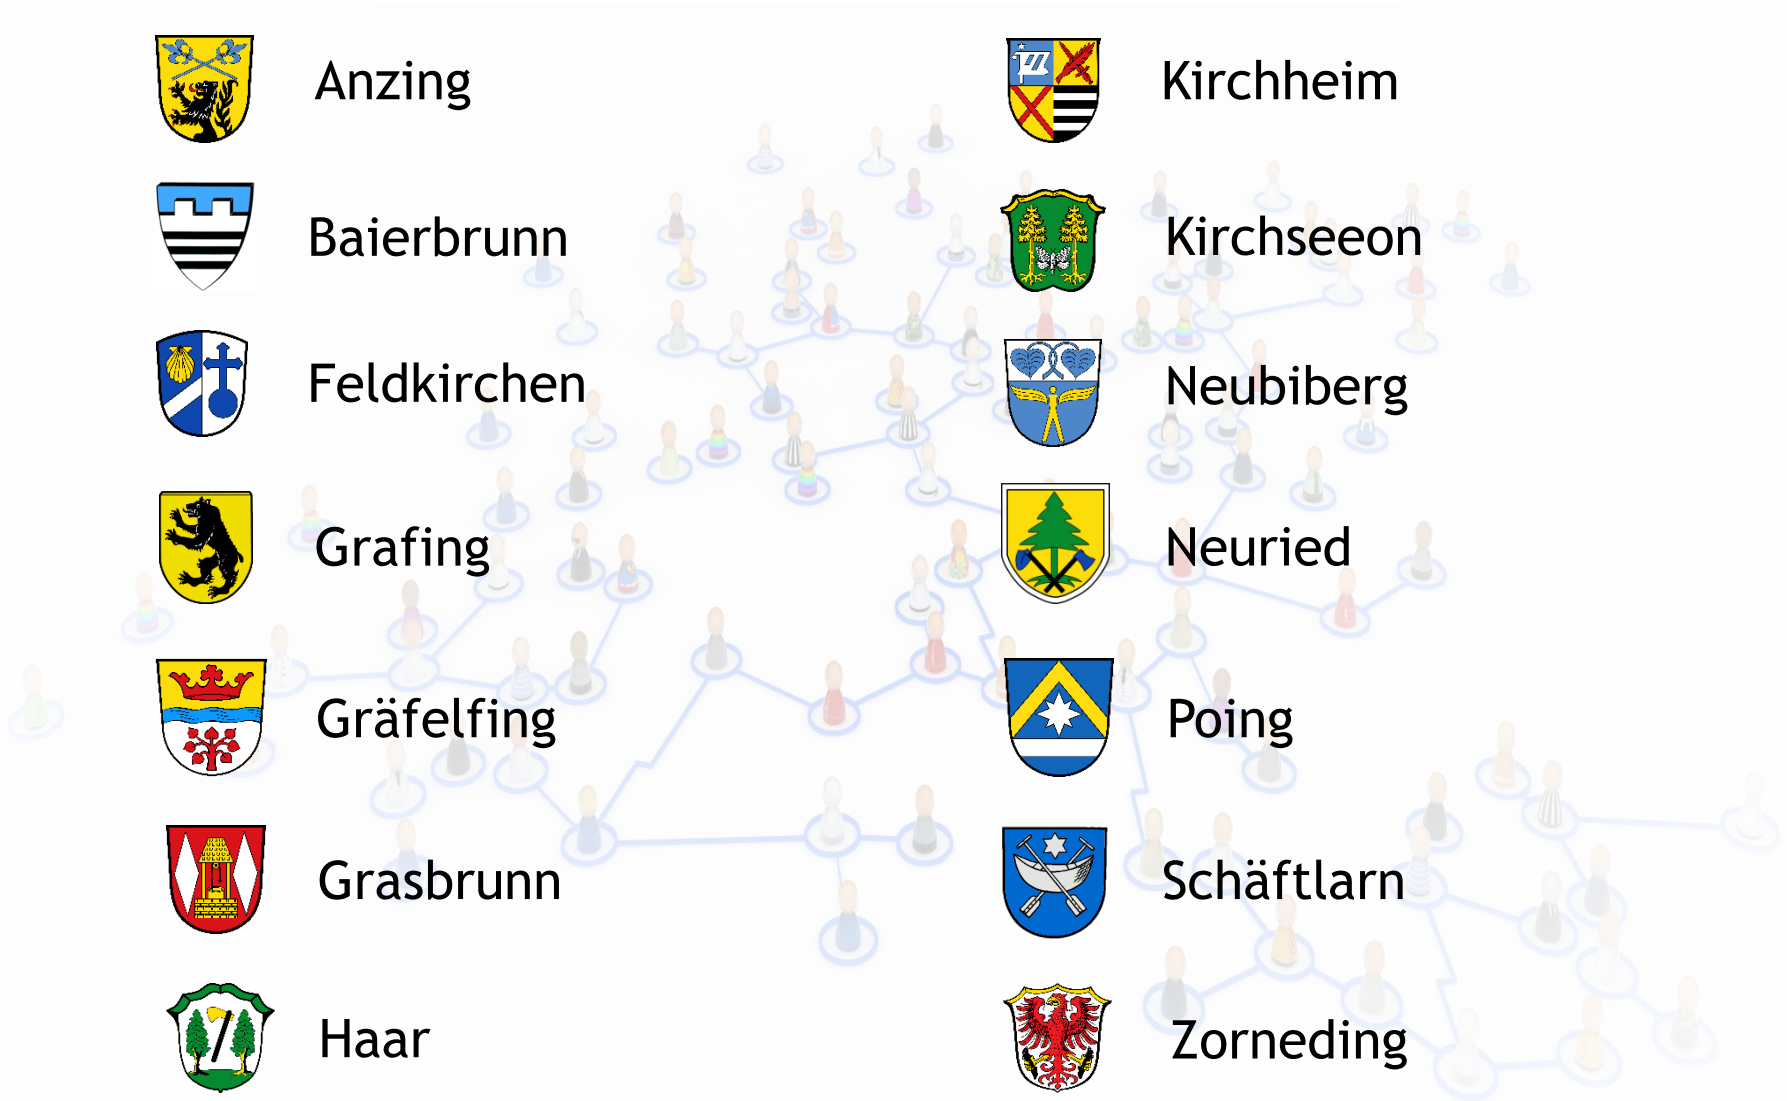 Anzing
Baierbrunn
Feldkirchen
Grafing
Gräfelfing
Grasbrunn
Haar
Kirchheim
Kirchseeon
Neubiberg
Neuried
Poing
Schäftlarn
Zorneding